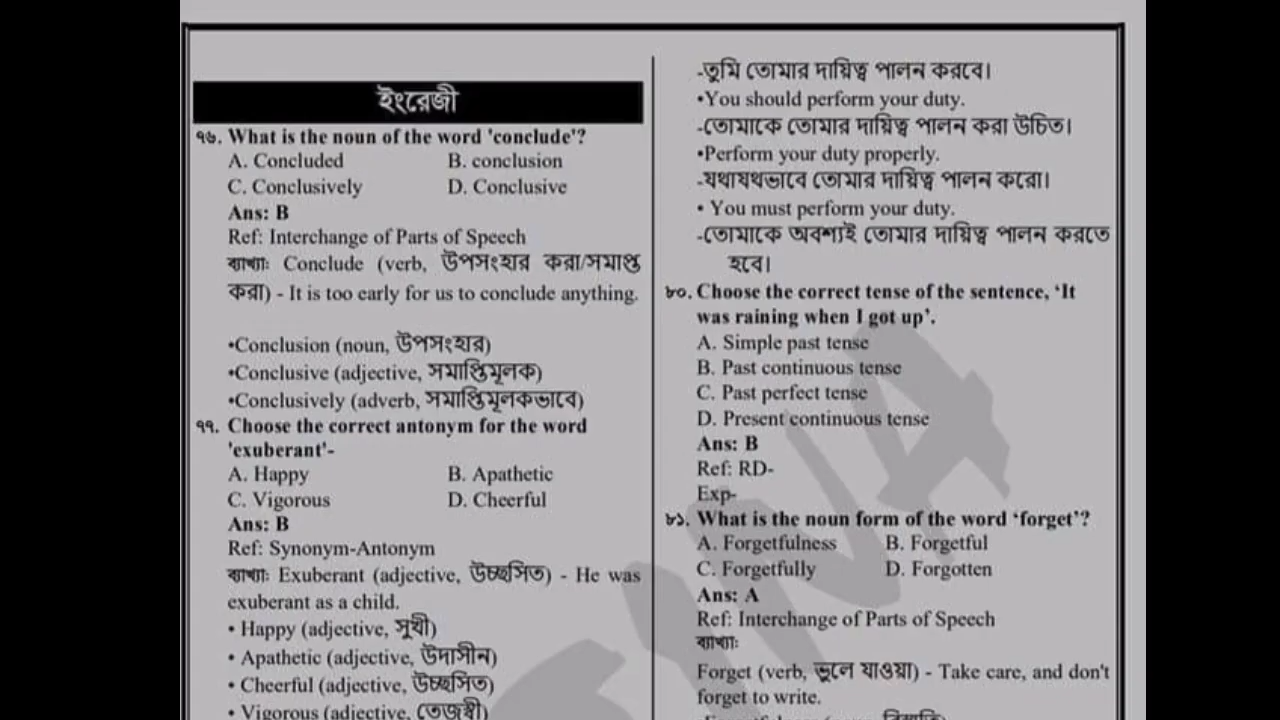 ইংরেজী
৭৬. What is the noun of the word 'conclude'?
A. Concluded B. conclusion
C. Conclusively D. Conclusive
Ans: B
Ref: Interchange of Parts of Speech
ব্যাখ্যা: Conclude (verb, উপসংহার করা/সমাপ্ত
করা) - It is too early for us to conclude anything.
•Conclusion (noun, উপসংহার)
•Conclusive (adjective, সমাপ্তিমূলক)
•Conclusively (adverb, সমাপ্তিমূলকভাবে)
৭৭. Choose the correct antonym for the word
'exuberant'-
A. Happy B. Apathetic
C. Vigorous D. Cheerful
Ans: B
Ref: Synonym-Antonym
ব্যাখ্যা: Exuberant (adjective, উচ্ছসিত) - He was
exuberant as a child.
• Happy (adjective, সুখী)
• Apathetic (adjective, উদাসীন)
• Cheerful (adjective, উচ্ছসিত)
• Vigorous (adjective, তেজস্বী)
-তুমি তোমার দায়িত্ব পালন করবে।
•You should perform your duty.
-তোমাকে তোমার দায়িত্ব পালন করা উচিত।
•Perform your duty properly.
-যথাযথভাবে তোমার দায়িত্ব পালন করো।
• You must perform your duty.
-তোমাকে অবশ্যই তোমার দায়িত্ব পালন করতে
হবে।
৮০. Choose the correct tense of the sentence, ‘It
was raining when I got up’.
A. Simple past tense
B. Past continuous tense
C. Past perfect tense
D. Present continuous tense
Ans: B
Ref: RD-
Exp-
৮১. What is the noun form of the word ‘forget’?
A. Forgetfulness B. Forgetful
C. Forgetfully D. Forgotten
Ans: A
Ref: Interchange of Parts of Speech
ব্যাখ্যা:
Forget (verb, ভুলে যাওয়া) - Take care, and don't
forget to write.